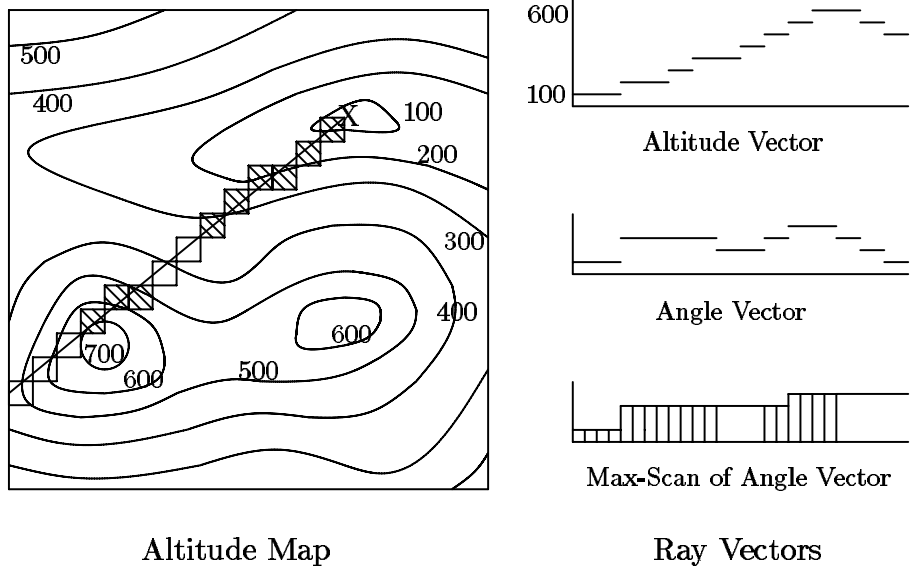 500
400
X
100
200
300
400
600
500
700
600
Altitude Map
600
100
Altitude Vector
Angle Vector
Max-Scan of Angle Vector
Ray Vectors